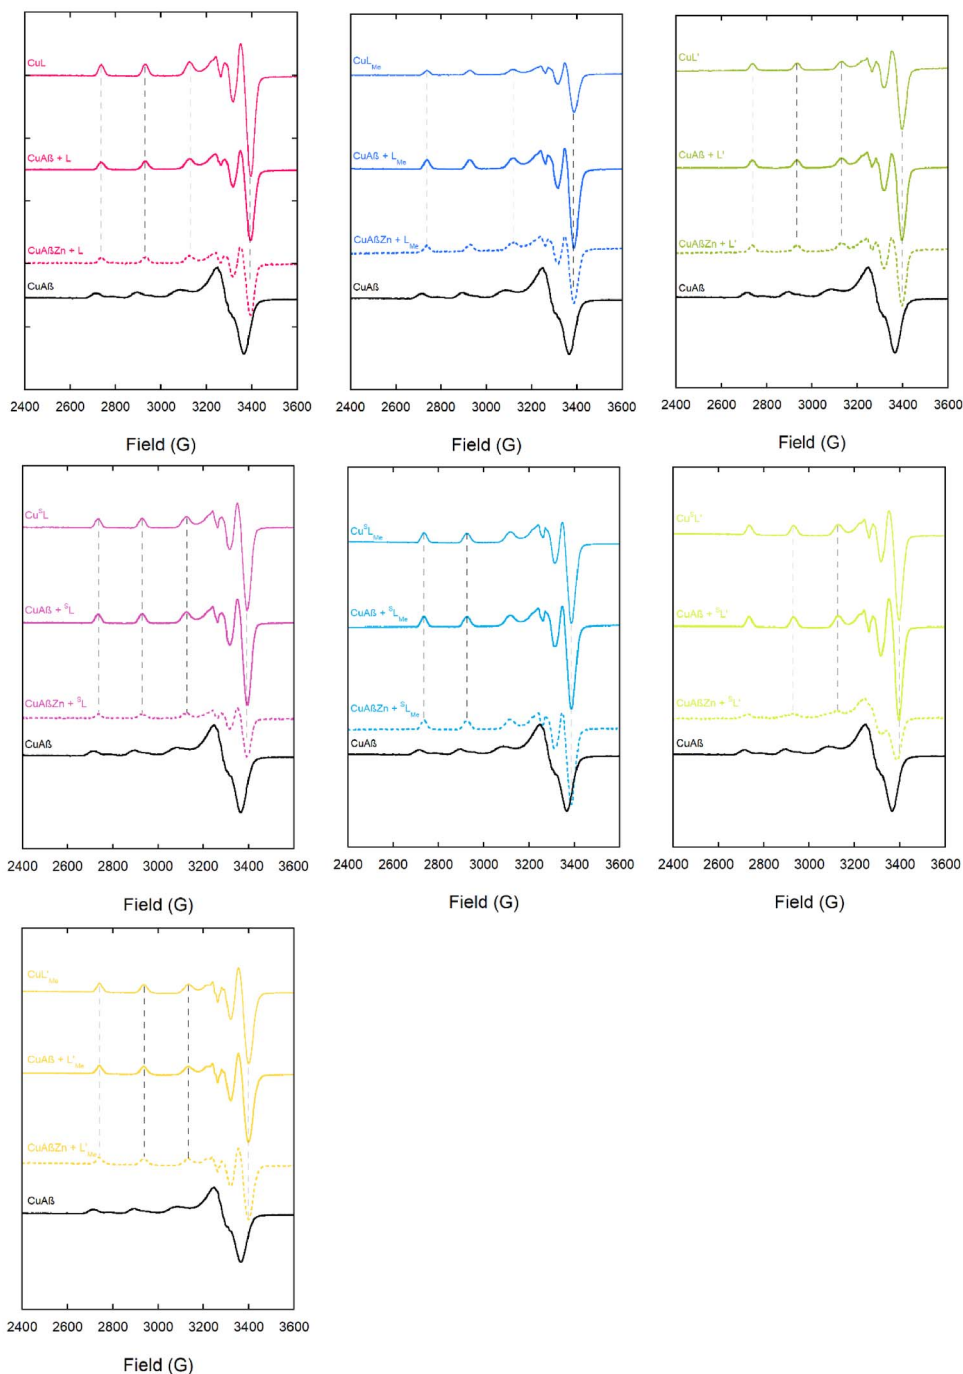 CuL
CuAß + L
CuAßZn + L
CuAß
2400 2600 2800 3000 3200 3400 3600
Field (G)
CuL_Me
CuAß + L_Me
CuAßZn + L_Me
CuAß
2400 2600 2800 3000 3200 3400 3600
Field (G)
CuL'
CuAß + L'
CuAßZn + L'
CuAß
2400 2600 2800 3000 3200 3400 3600
Field (G)
Cu^SL
CuAß + ^SL
CuAßZn + ^SL
CuAß
2400 2600 2800 3000 3200 3400 3600
Field (G)
Cu^SL_Me
CuAß + ^SL_Me
CuAßZn + ^SL_Me
CuAß
2400 2600 2800 3000 3200 3400 3600
Field (G)
Cu^SL'
CuAß + ^SL'
CuAßZn + ^SL'
CuAß
2400 2600 2800 3000 3200 3400 3600
Field (G)
CuL'_Me
CuAß + L'_Me
CuAßZn + L'_Me
CuAß
2400 2600 2800 3000 3200 3400 3600
Field (G)